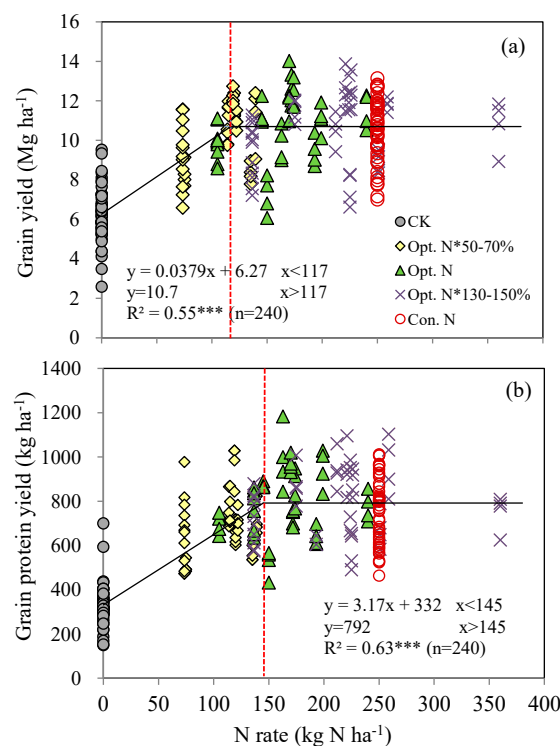 16
14
12
10
8
6
4
2
0
Grain yield (Mg ha⁻¹)
(a)
y = 0.0379x + 6.27 x<117
y=10.7 x>117
R² = 0.55*** (n=240)
CK
Opt. N*50-70%
Opt. N
Opt. N*130-150%
Con. N
1400
1200
1000
800
600
400
200
0
Grain protein yield (kg ha⁻¹)
(b)
y = 3.17x + 332 x<145
y=792 x>145
R² = 0.63*** (n=240)
0 50 100 150 200 250 300 350 400
N rate (kg N ha⁻¹)